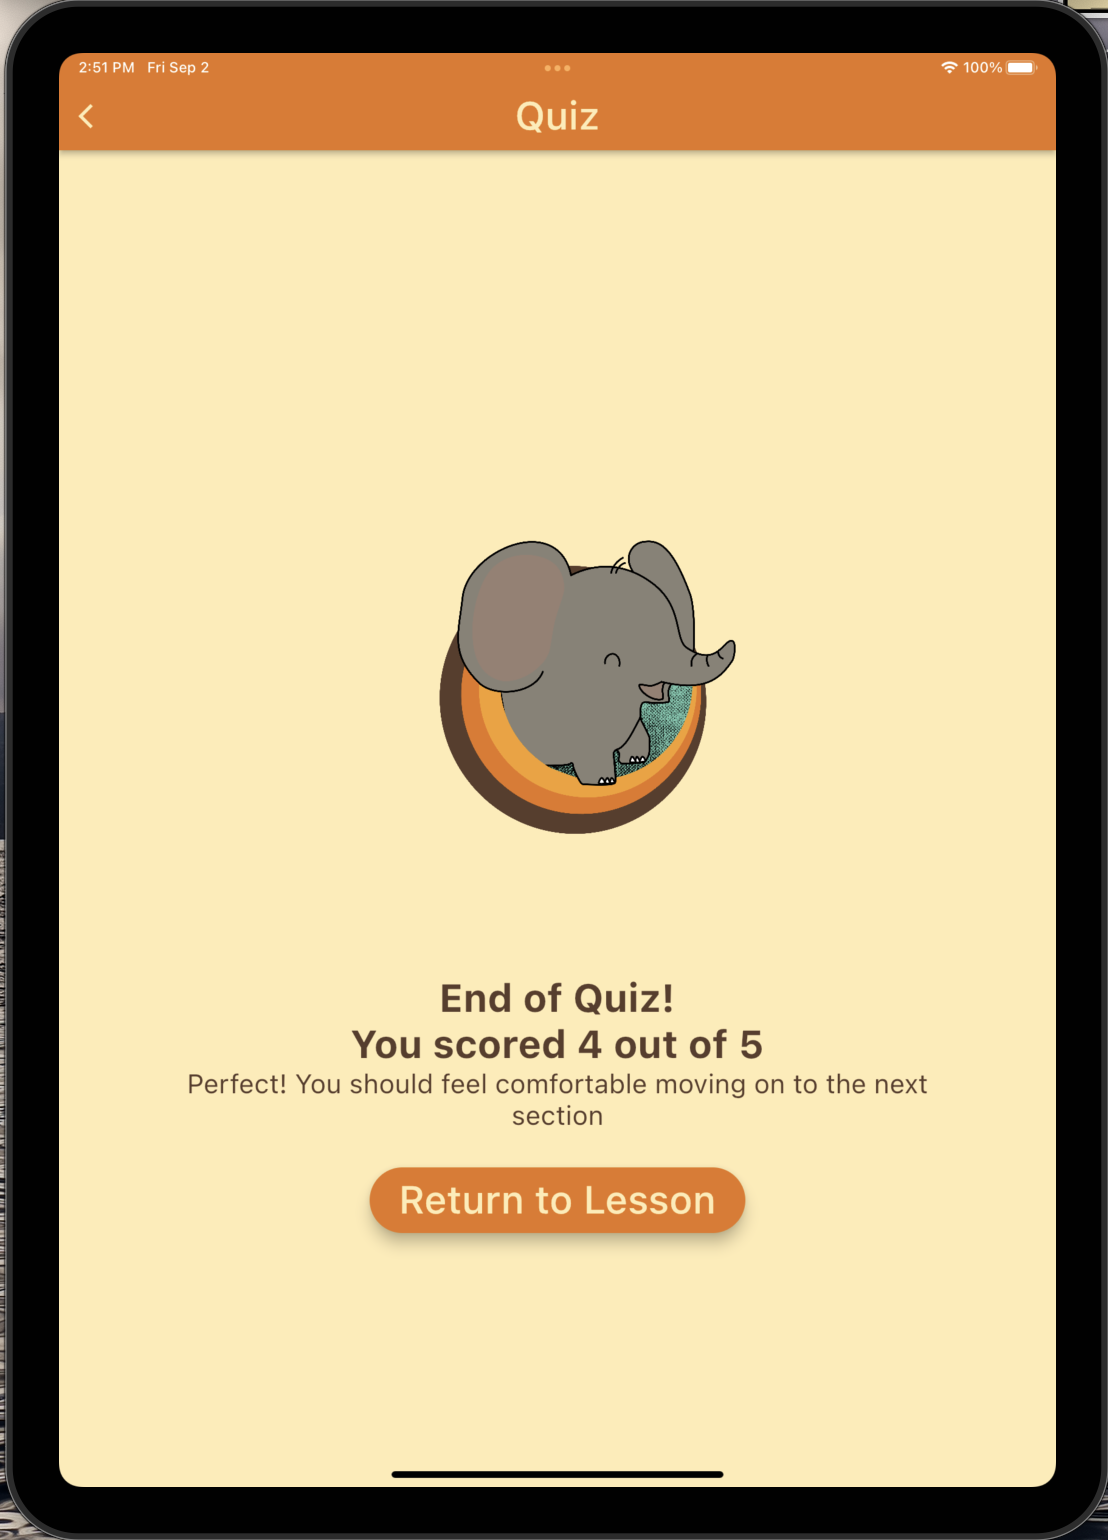 2:51 PM Fri Sep 2
100%
Quiz
End of Quiz!
You scored 4 out of 5
Perfect! You should feel comfortable moving on to the next
section
Return to Lesson